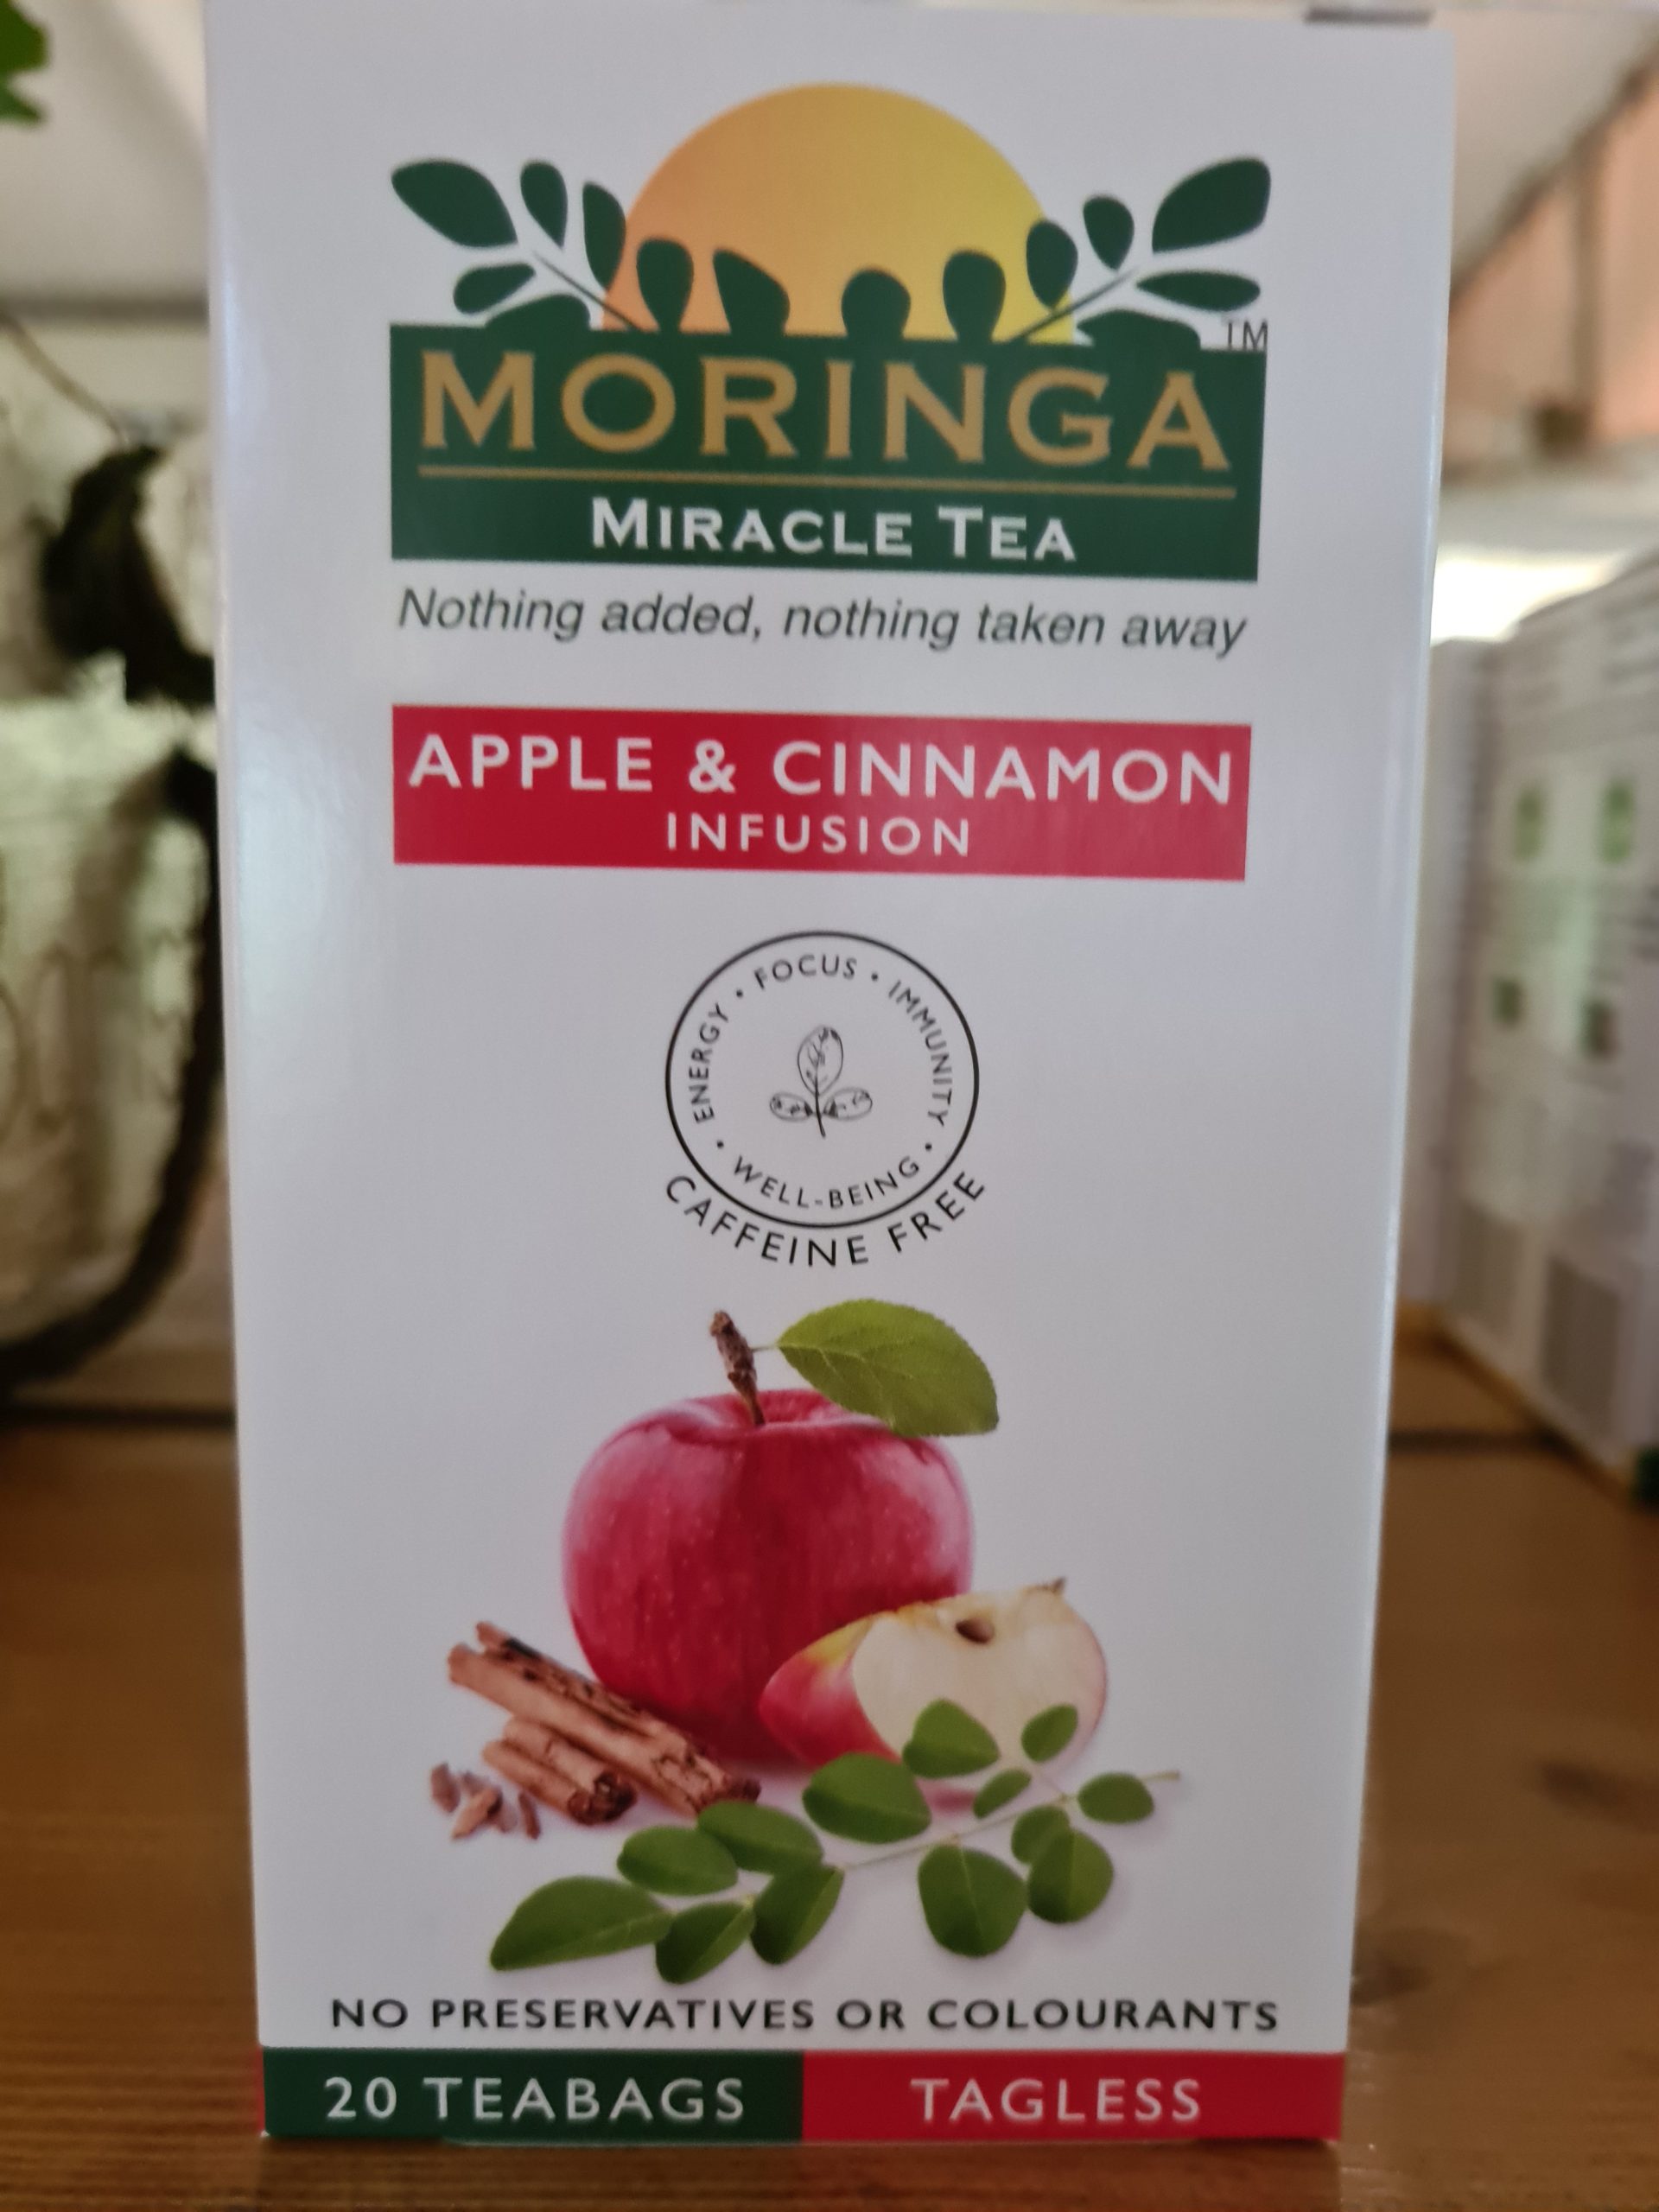 MORINGA
TM
MIRACLE TEA
Nothing added, nothing taken away
APPLE & CINNAMON
INFUSION
ENERGY • FOCUS • IMMUNITY • WELL-BEING •
CAFFEINE FREE
NO PRESERVATIVES OR COLOURANTS
20 TEABAGS
TAGLESS